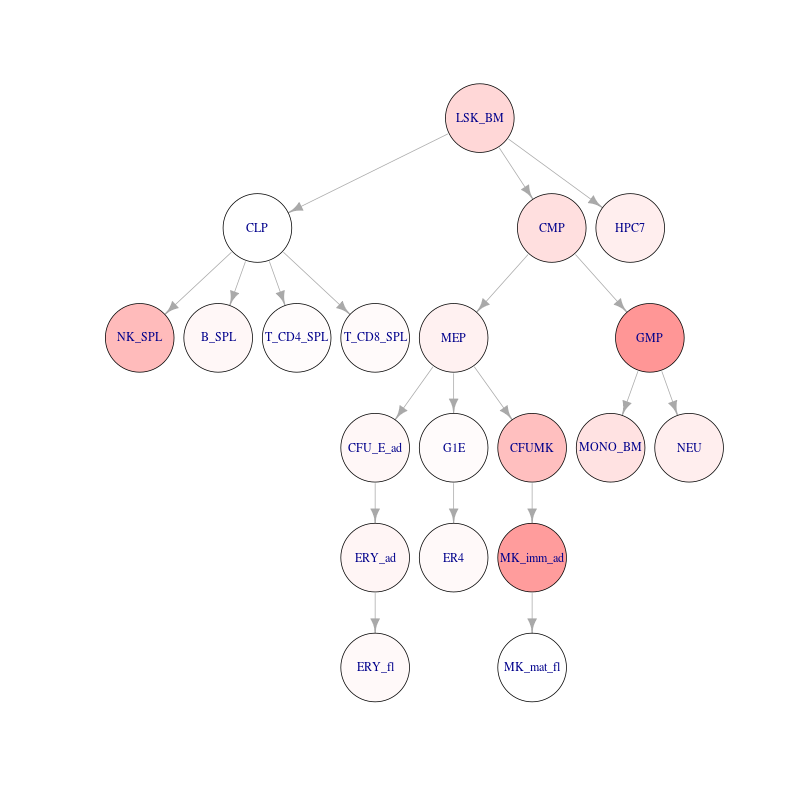 LSK_BM
CLP
CMP
HPC7
NK_SPL
B_SPL
T_CD4_SPL
T_CD8_SPL
MEP
GMP
CFU_E_ad
G1E
CFUMK
MONO_BM
NEU
ERY_ad
ER4
MK_imm_ad
ERY_fl
MK_mat_fl